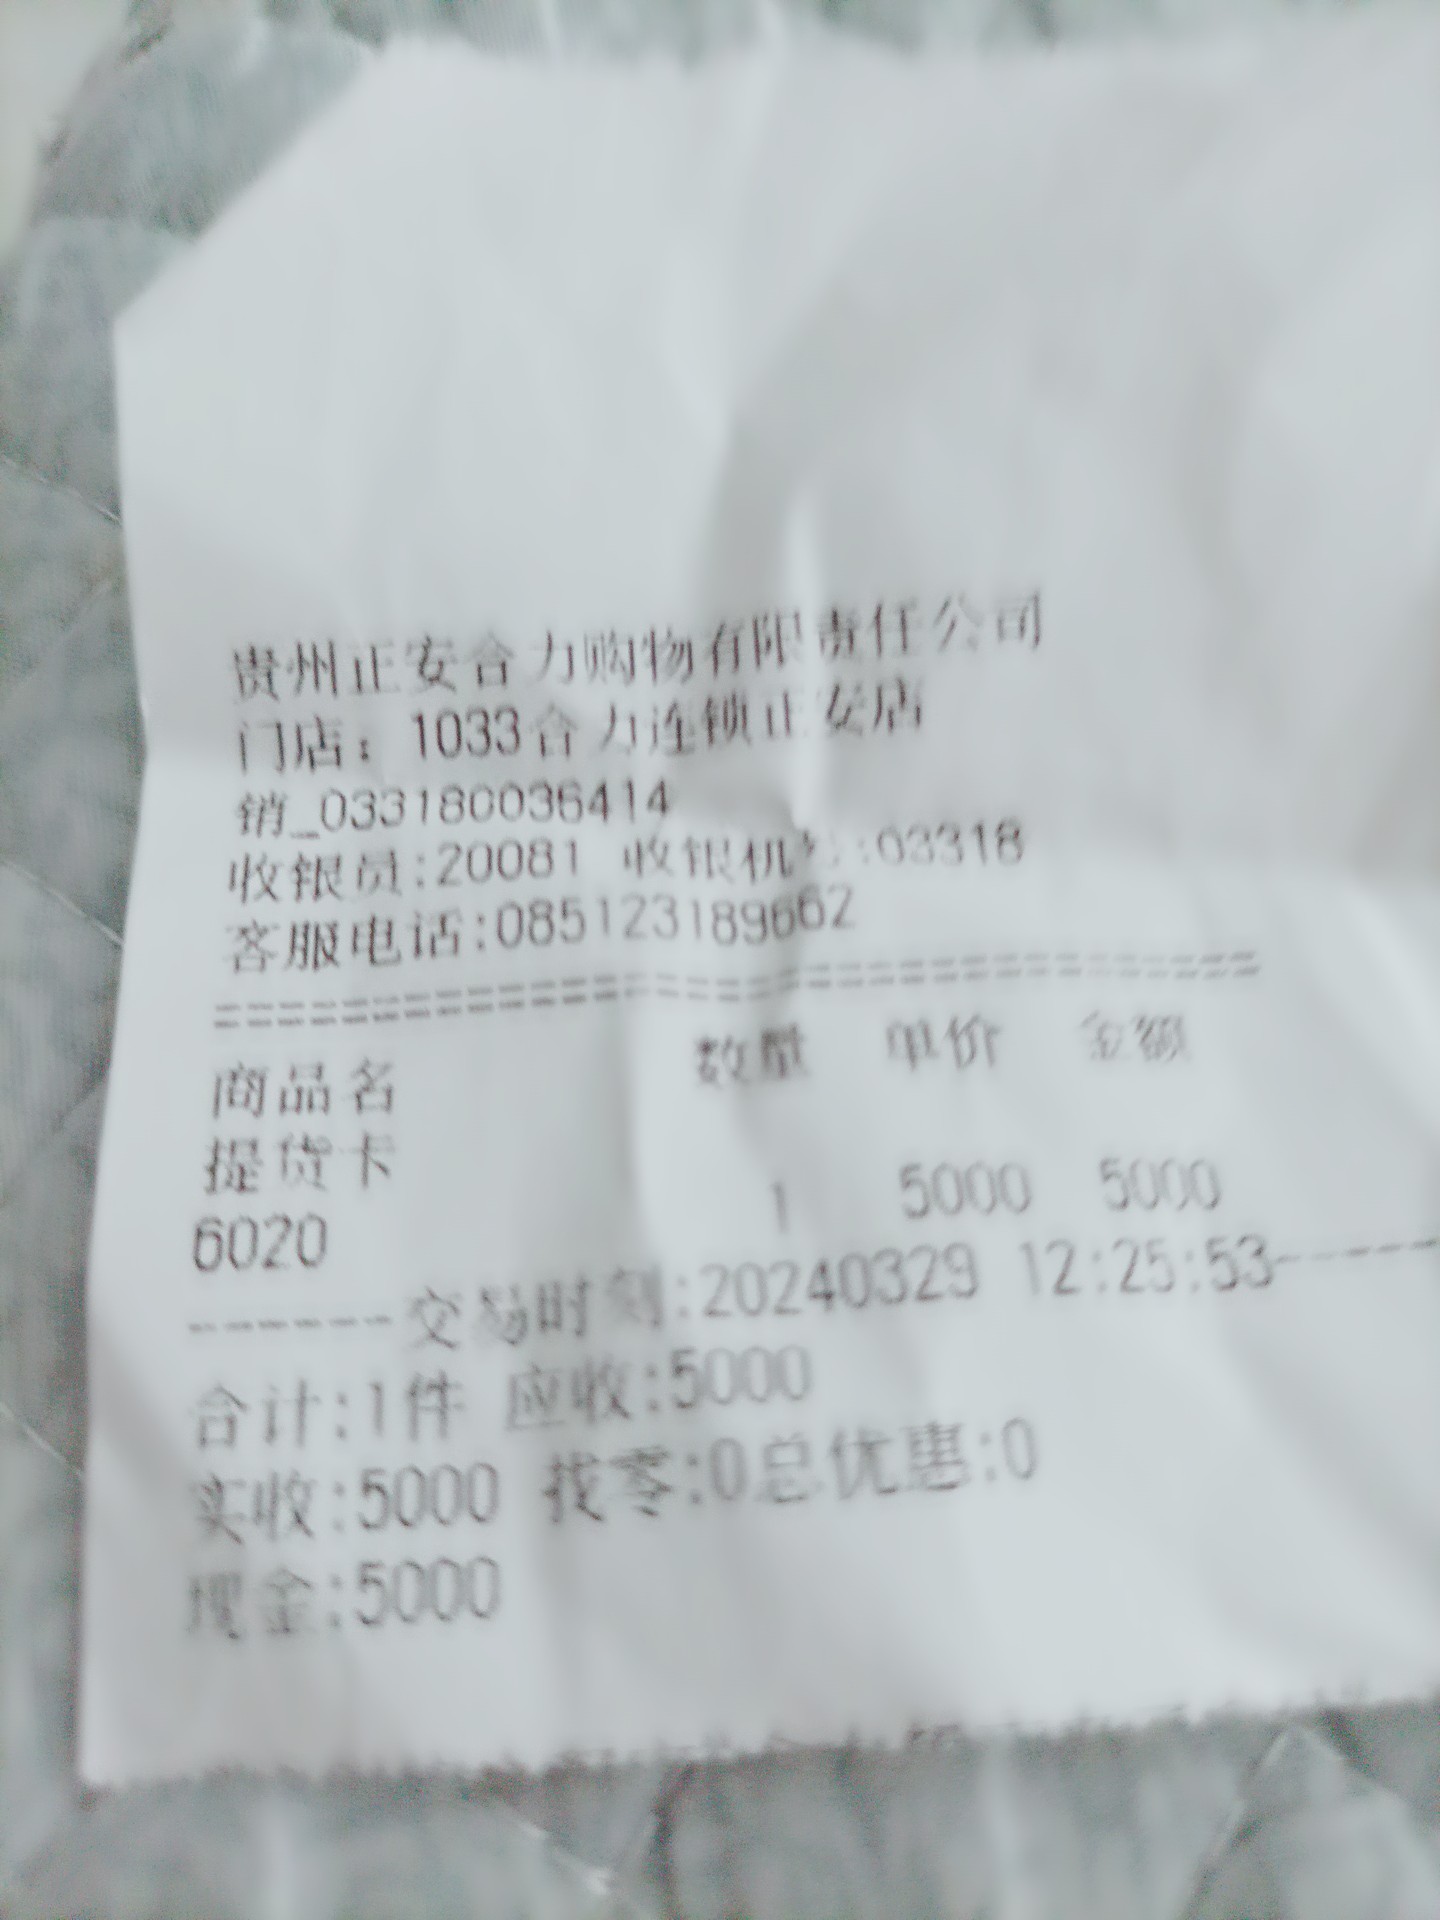 贵州正安合力购物有限责任公司
门店：1033合力连锁正安店
销_033180036414
收银员:20081 收银机号:03318
客服电话:085123189662
================================
商品名 数量 单价 金额
提货卡
6020 1 5000 5000
-------交易时刻:20240329 12:25:53------
合计:1件 应收:5000
实收:5000 找零:0总优惠:0
现金:5000